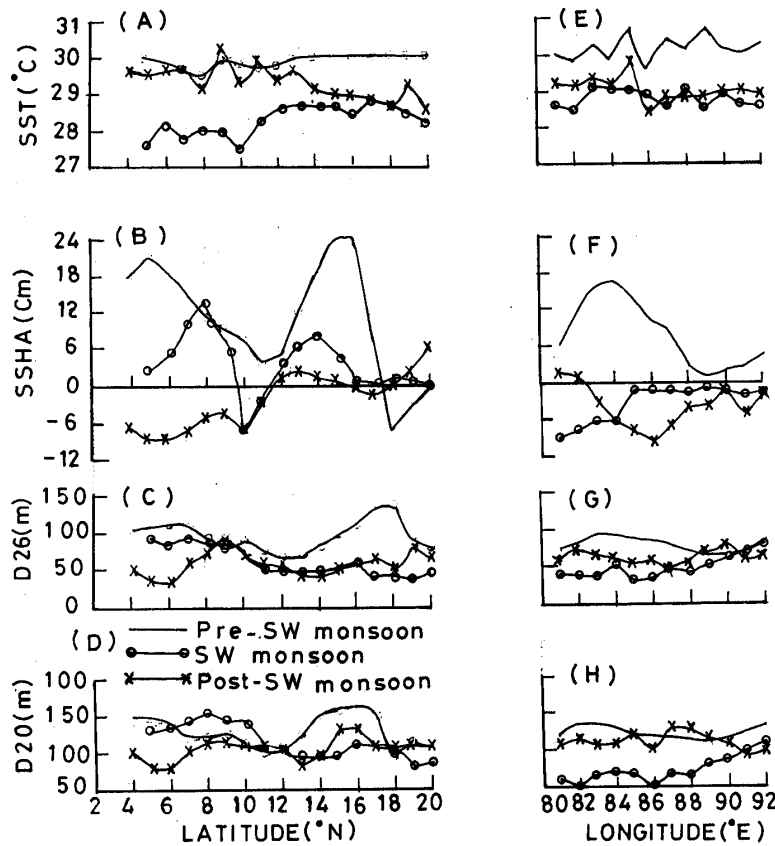 (A)
SST(°C)
31
30
29
28
27
(E)
(B)
SSHA(Cm)
24
18
12
6
0
-6
-12
(F)
(C)
D26(m)
150
100
50
0
(G)
(D)
Pre-SW monsoon
SW monsoon
Post-SW monsoon
D20(m)
100
150
100
50
(H)
2 4 6 8 10 12 14 16 18 20
LATITUDE(°N)
80 82 84 86 88 90 92
LONGITUDE(°E)